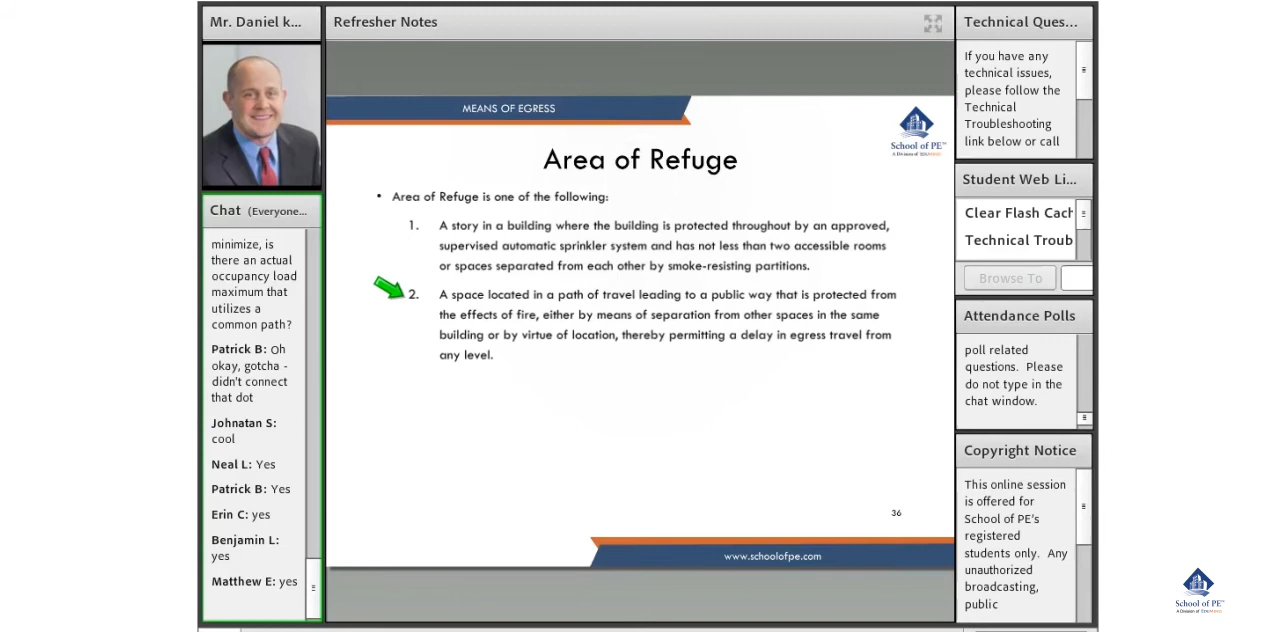 Mr. Daniel k...
Refresher Notes
Technical Ques...
If you have any
technical issues,
please follow the
Technical
Troubleshooting
link below or call
MEANS OF EGRESS
School of PE™
Area of Refuge
• Area of Refuge is one of the following:
1. A story in a building where the building is protected throughout by an approved,
supervised automatic sprinkler system and has not less than two accessible rooms
or spaces separated from each other by smoke-resisting partitions.
2. A space located in a path of travel leading to a public way that is protected from
the effects of fire, either by means of separation from other spaces in the same
building or by virtue of location, thereby permitting a delay in egress travel from
any level.
36
www.schoolofpe.com
Chat (Everyone...
minimize, is
there an actual
occupancy load
maximum that
utilizes a
common path?
Patrick B: Oh
okay, gotcha -
didn't connect
that dot
Johnatan S:
cool
Neal L: Yes
Patrick B: Yes
Erin C: yes
Benjamin L:
yes
Matthew E: yes
Student Web Li...
Clear Flash Cach
Technical Troub
Browse To
Attendance Polls
poll related
questions. Please
do not type in the
chat window.
Copyright Notice
This online session
is offered for
School of PE's
registered
students only. Any
unauthorized
broadcasting,
public
School of PE™